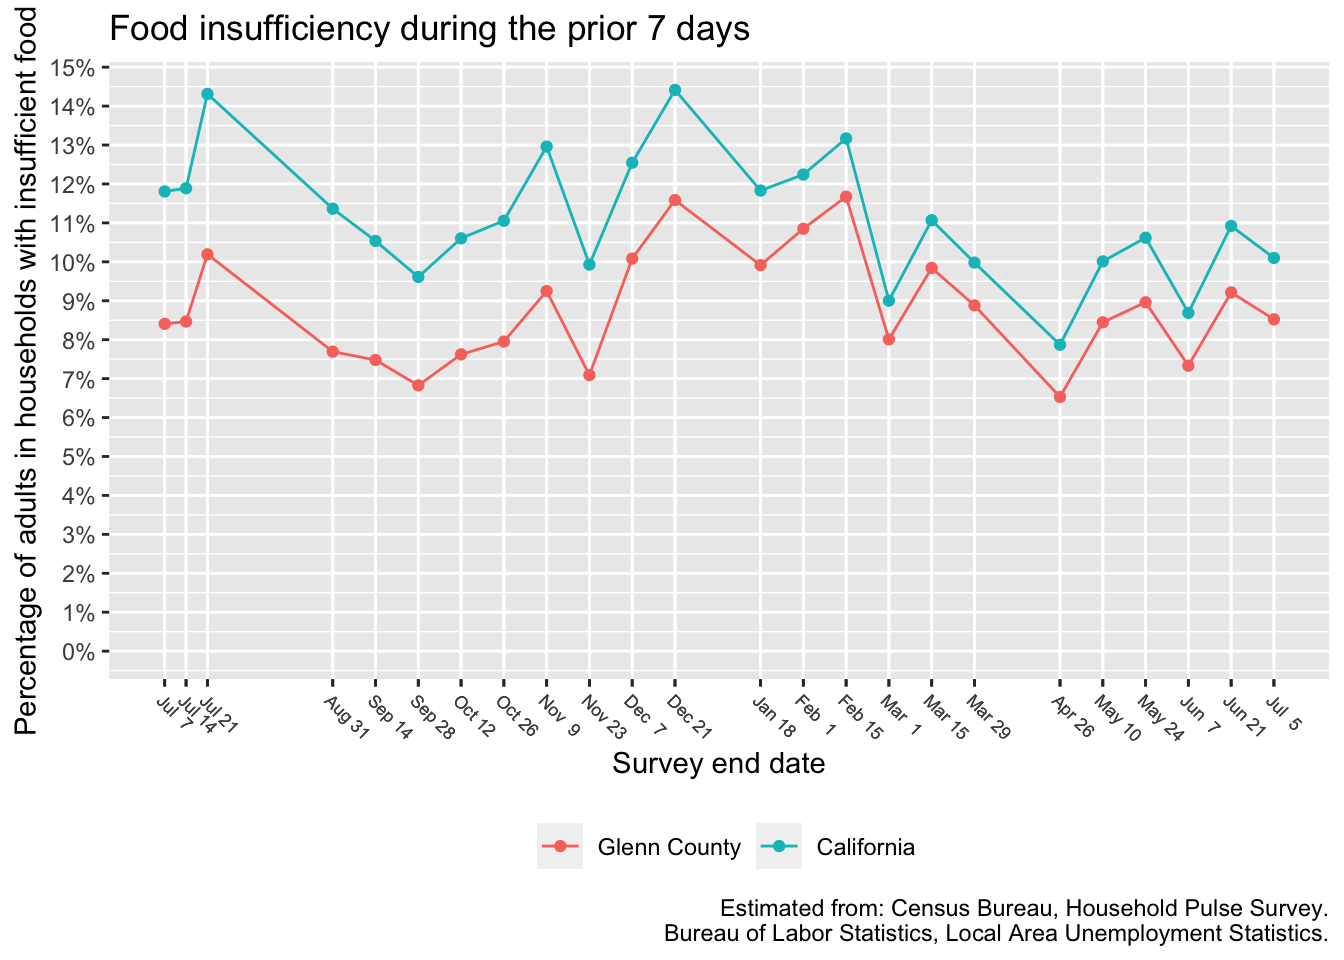 Food insufficiency during the prior 7 days
Percentage of adults in households with insufficient food
15%
14%
13%
12%
11%
10%
9%
8%
7%
6%
5%
4%
3%
2%
1%
0%
Jul 7
Jul 14
Jul 21
Aug 31
Sep 14
Sep 28
Oct 12
Oct 26
Nov 9
Nov 23
Dec 7
Dec 21
Jan 18
Feb 1
Feb 15
Mar 1
Mar 15
Mar 29
Apr 26
May 10
May 24
Jun 7
Jun 21
Jul 5
Survey end date
Glenn County
California
Estimated from: Census Bureau, Household Pulse Survey.
Bureau of Labor Statistics, Local Area Unemployment Statistics.